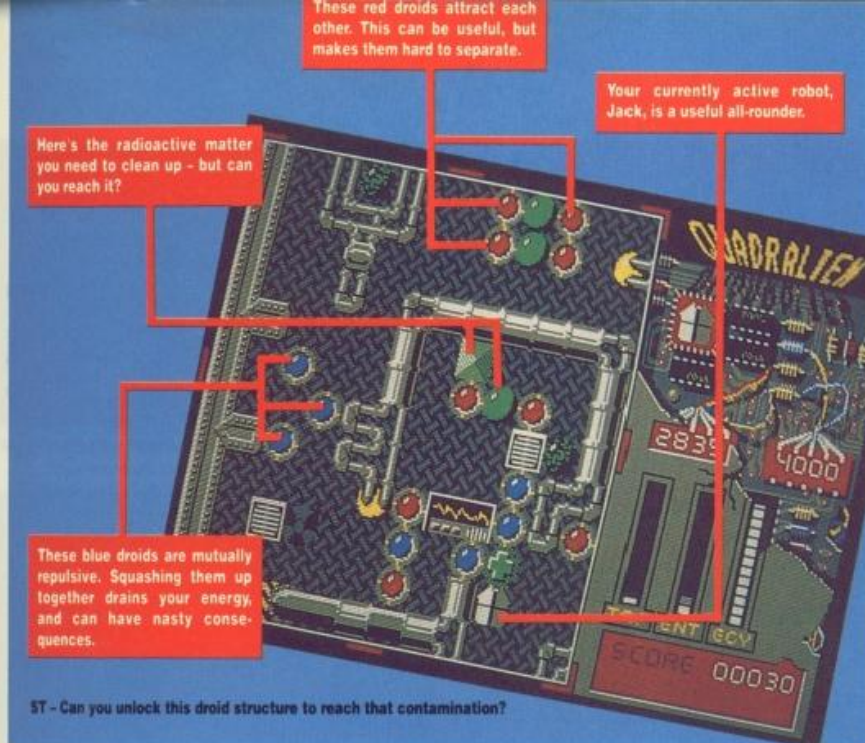 These red droids attract each
other. This can be useful, but
makes them hard to separate.
Your currently active robot,
Jack, is a useful all-rounder.
Here's the radioactive matter
you need to clean up – but can
you reach it?
QUADRALIEN
2835
4000
These blue droids are mutually
repulsive. Squashing them up
together drains your energy,
and can have nasty conse-
quences.
ENT ECY
SCORE 00030
ST – Can you unlock this droid structure to reach that contamination?